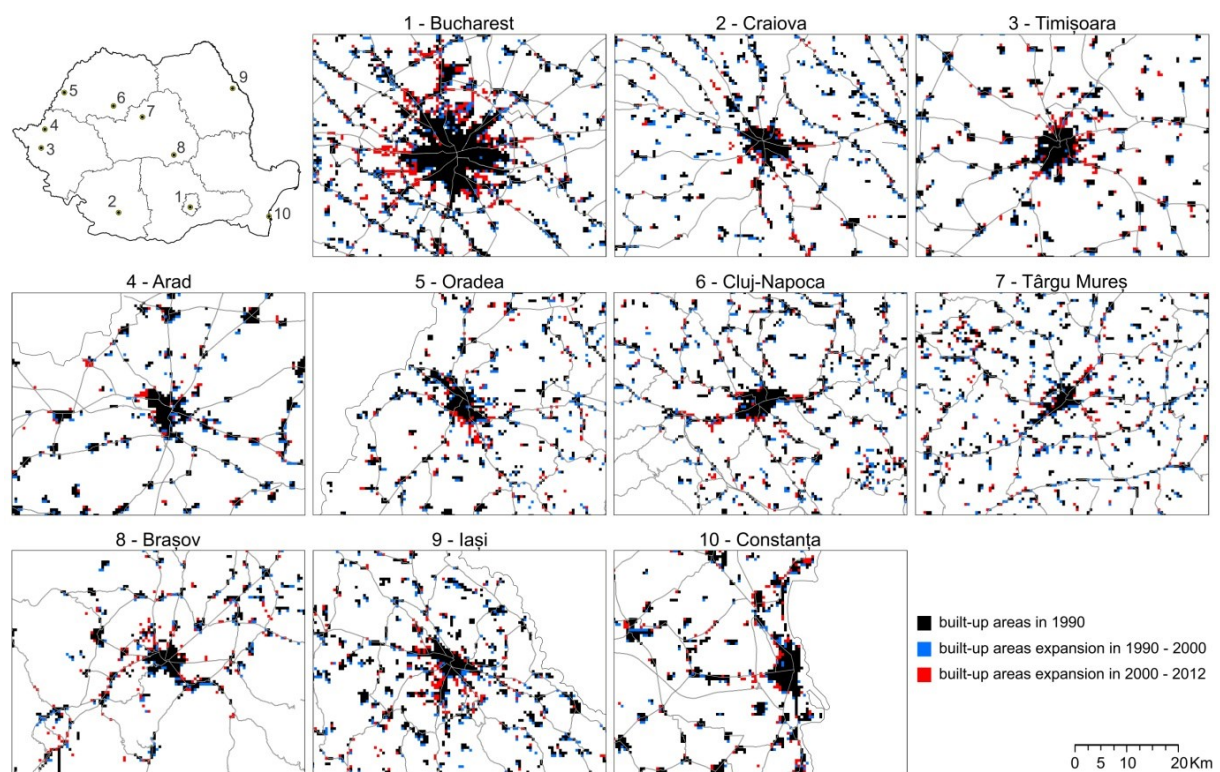 5
6
7
9
4
3
8
2
1
10
1 - Bucharest
2 - Craiova
3 - Timișoara
4 - Arad
5 - Oradea
6 - Cluj-Napoca
7 - Târgu Mureș
8 - Brașov
9 - Iași
10 - Constanța
built-up areas in 1990
built-up areas expansion in 1990 - 2000
built-up areas expansion in 2000 - 2012
0 5 10 20 Km